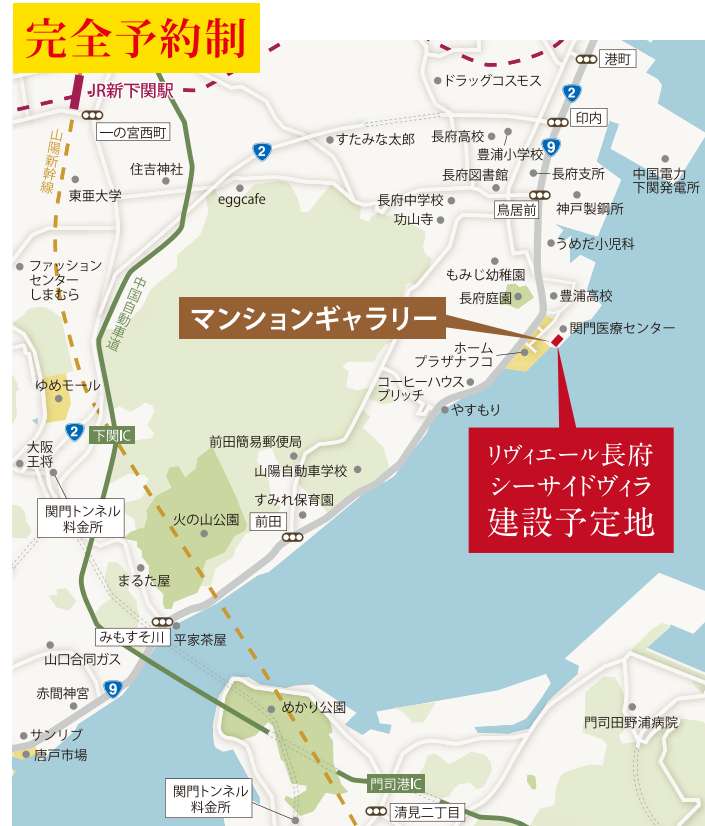 完全予約制
港町
ドラッグコスモス
JR新下関駅
2
印内
一の宮西町
すたみな太郎
長府高校
9
豊浦小学校
山陽新幹線
2
住吉神社
長府図書館
長府支所
中国電力
下関発電所
東亜大学
eggcafe
長府中学校
鳥居前
神戸製鋼所
功山寺
うめだ小児科
ファッション
センター
しまむら
もみじ幼稚園
中国自動車道
長府庭園
豊浦高校
マンションギャラリー
関門医療センター
ホーム
プラザナフコ
ゆめモール
コーヒーハウス
ブリッヂ
やすもり
2
下関IC
大阪
王将
前田簡易郵便局
リヴィエール長府
シーサイドヴィラ
建設予定地
山陽自動車学校
関門トンネル
料金所
すみれ保育園
火の山公園
前田
まるた屋
みもすそ川
平家茶屋
山口合同ガス
9
赤間神宮
めかり公園
門司田野浦病院
サンリブ
唐戸市場
関門トンネル
料金所
門司港IC
清見二丁目